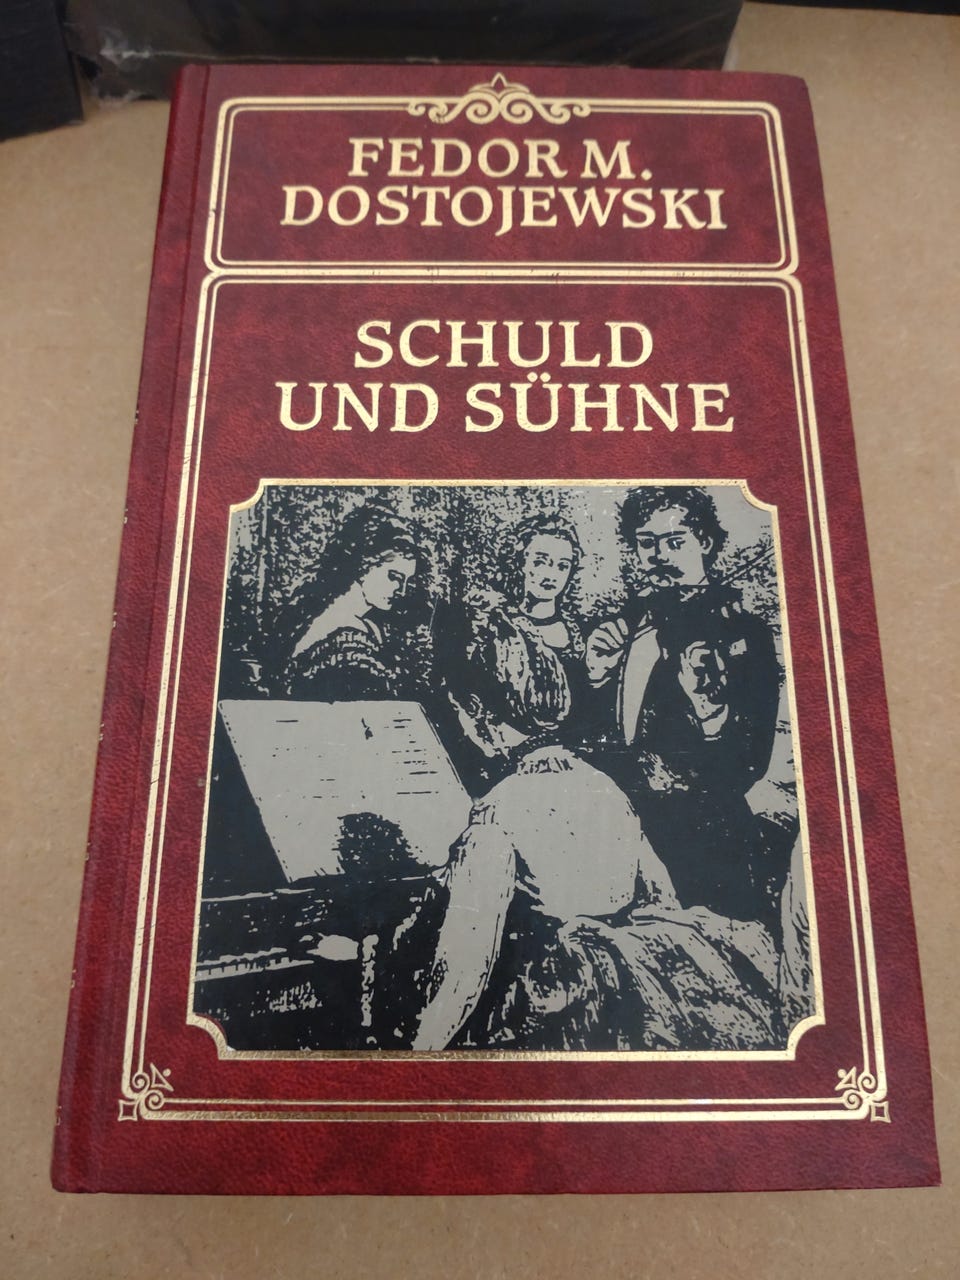 FEDOR M.
DOSTOJEWSKI
SCHULD
UND SÜHNE